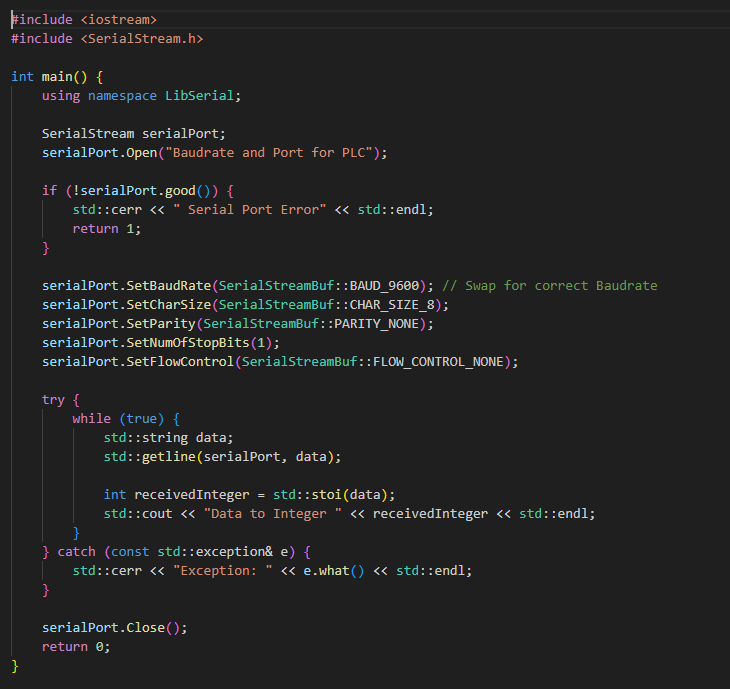 #include <iostream>
#include <SerialStream.h>

int main() {
    using namespace LibSerial;

    SerialStream serialPort;
    serialPort.Open("Baudrate and Port for PLC");

    if (!serialPort.good()) {
        std::cerr << " Serial Port Error" << std::endl;
        return 1;
    }

    serialPort.SetBaudRate(SerialStreamBuf::BAUD_9600); // Swap for correct Baudrate
    serialPort.SetCharSize(SerialStreamBuf::CHAR_SIZE_8);
    serialPort.SetParity(SerialStreamBuf::PARITY_NONE);
    serialPort.SetNumOfStopBits(1);
    serialPort.SetFlowControl(SerialStreamBuf::FLOW_CONTROL_NONE);

    try {
        while (true) {
            std::string data;
            std::getline(serialPort, data);

            int receivedInteger = std::stoi(data);
            std::cout << "Data to Integer " << receivedInteger << std::endl;
        }
    } catch (const std::exception& e) {
        std::cerr << "Exception: " << e.what() << std::endl;
    }

    serialPort.Close();
    return 0;
}